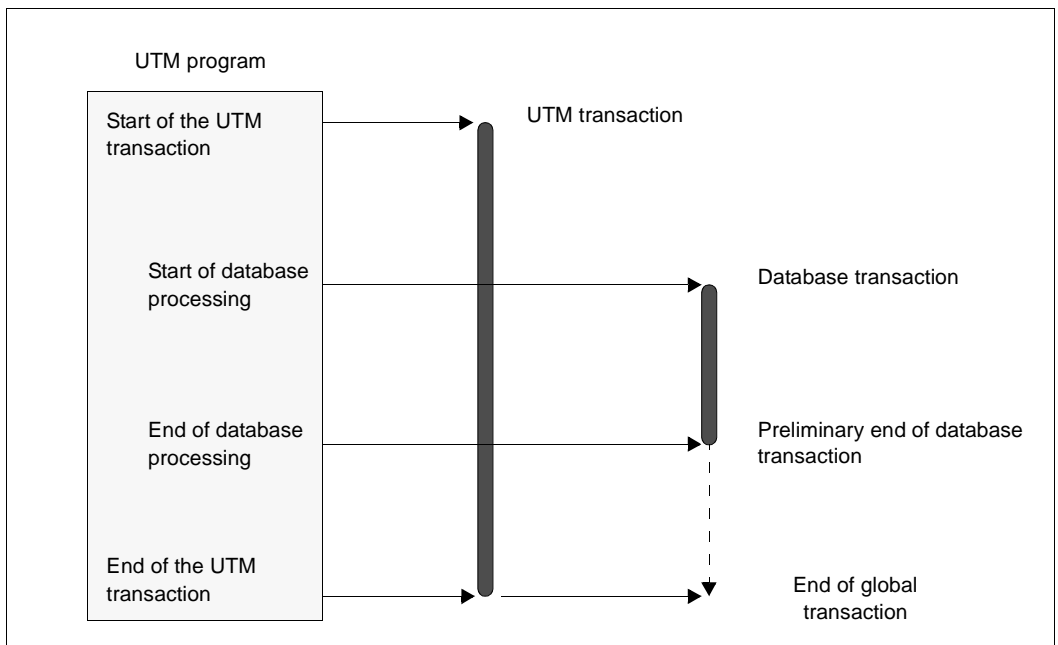 UTM program
Start of the UTM
transaction
UTM transaction
Start of database
processing
Database transaction
End of database
processing
Preliminary end of database
transaction
End of the UTM
transaction
End of global
transaction